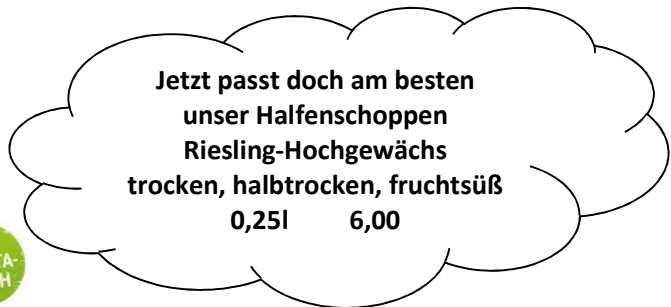 Jetzt passt doch am besten
unser Halfenschoppen
Riesling-Hochgewächs
trocken, halbtrocken, fruchtsüß
0,25l 6,00